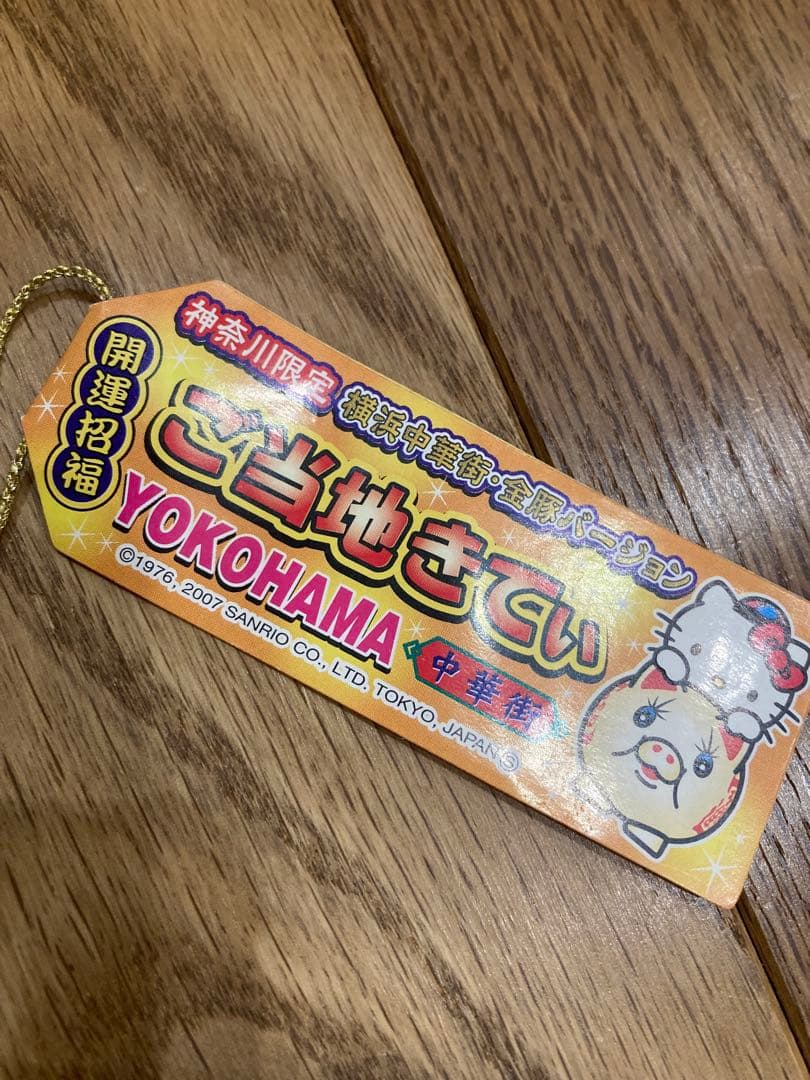 開運招福
神奈川限定
横浜中華街・金豚バージョン
ご当地きてぃ
YOKOHAMA
中華街
©1976, 2007 SANRIO CO., LTD. TOKYO, JAPAN Ⓢ